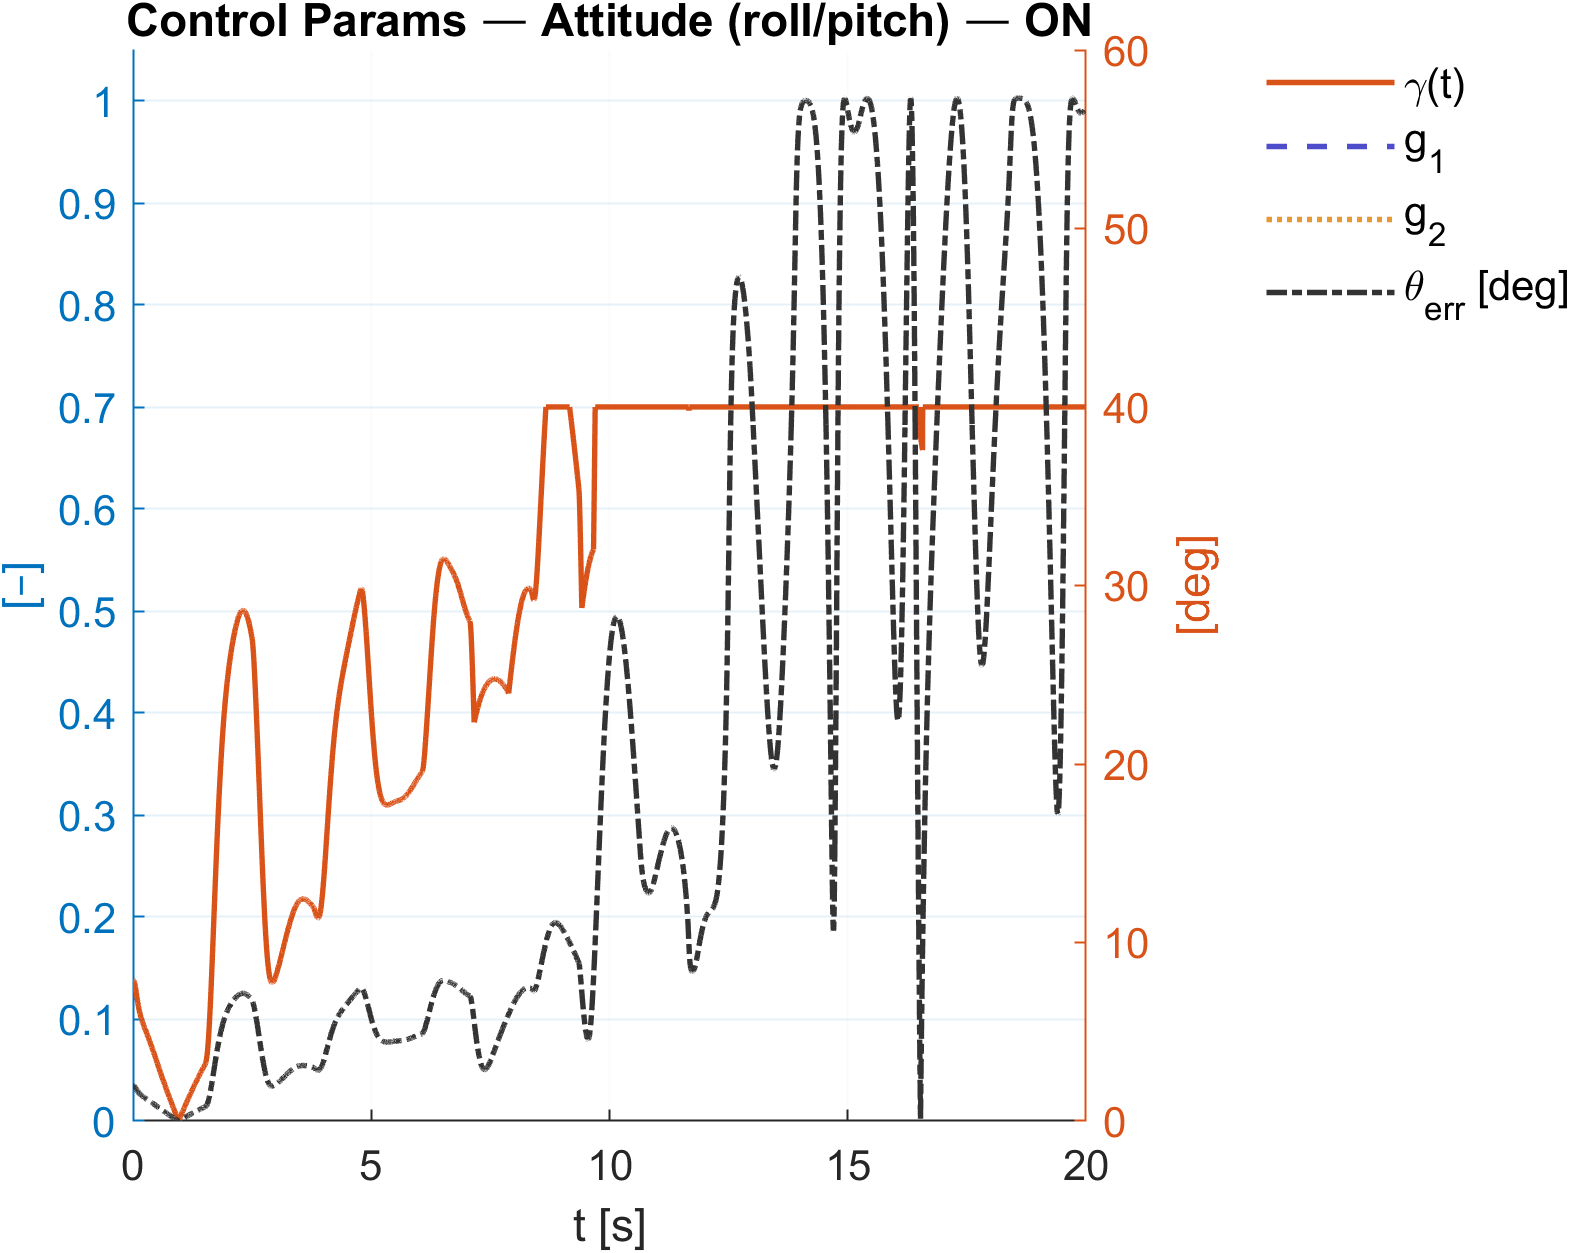 Control Params — Attitude (roll/pitch) — ON
1
0.9
0.8
0.7
0.6
0.5
0.4
0.3
0.2
0.1
0
[−]
60
50
40
30
20
10
0
[deg]
0 5 10 15 20
t [s]
γ(t)
g1
g2
θerr [deg]